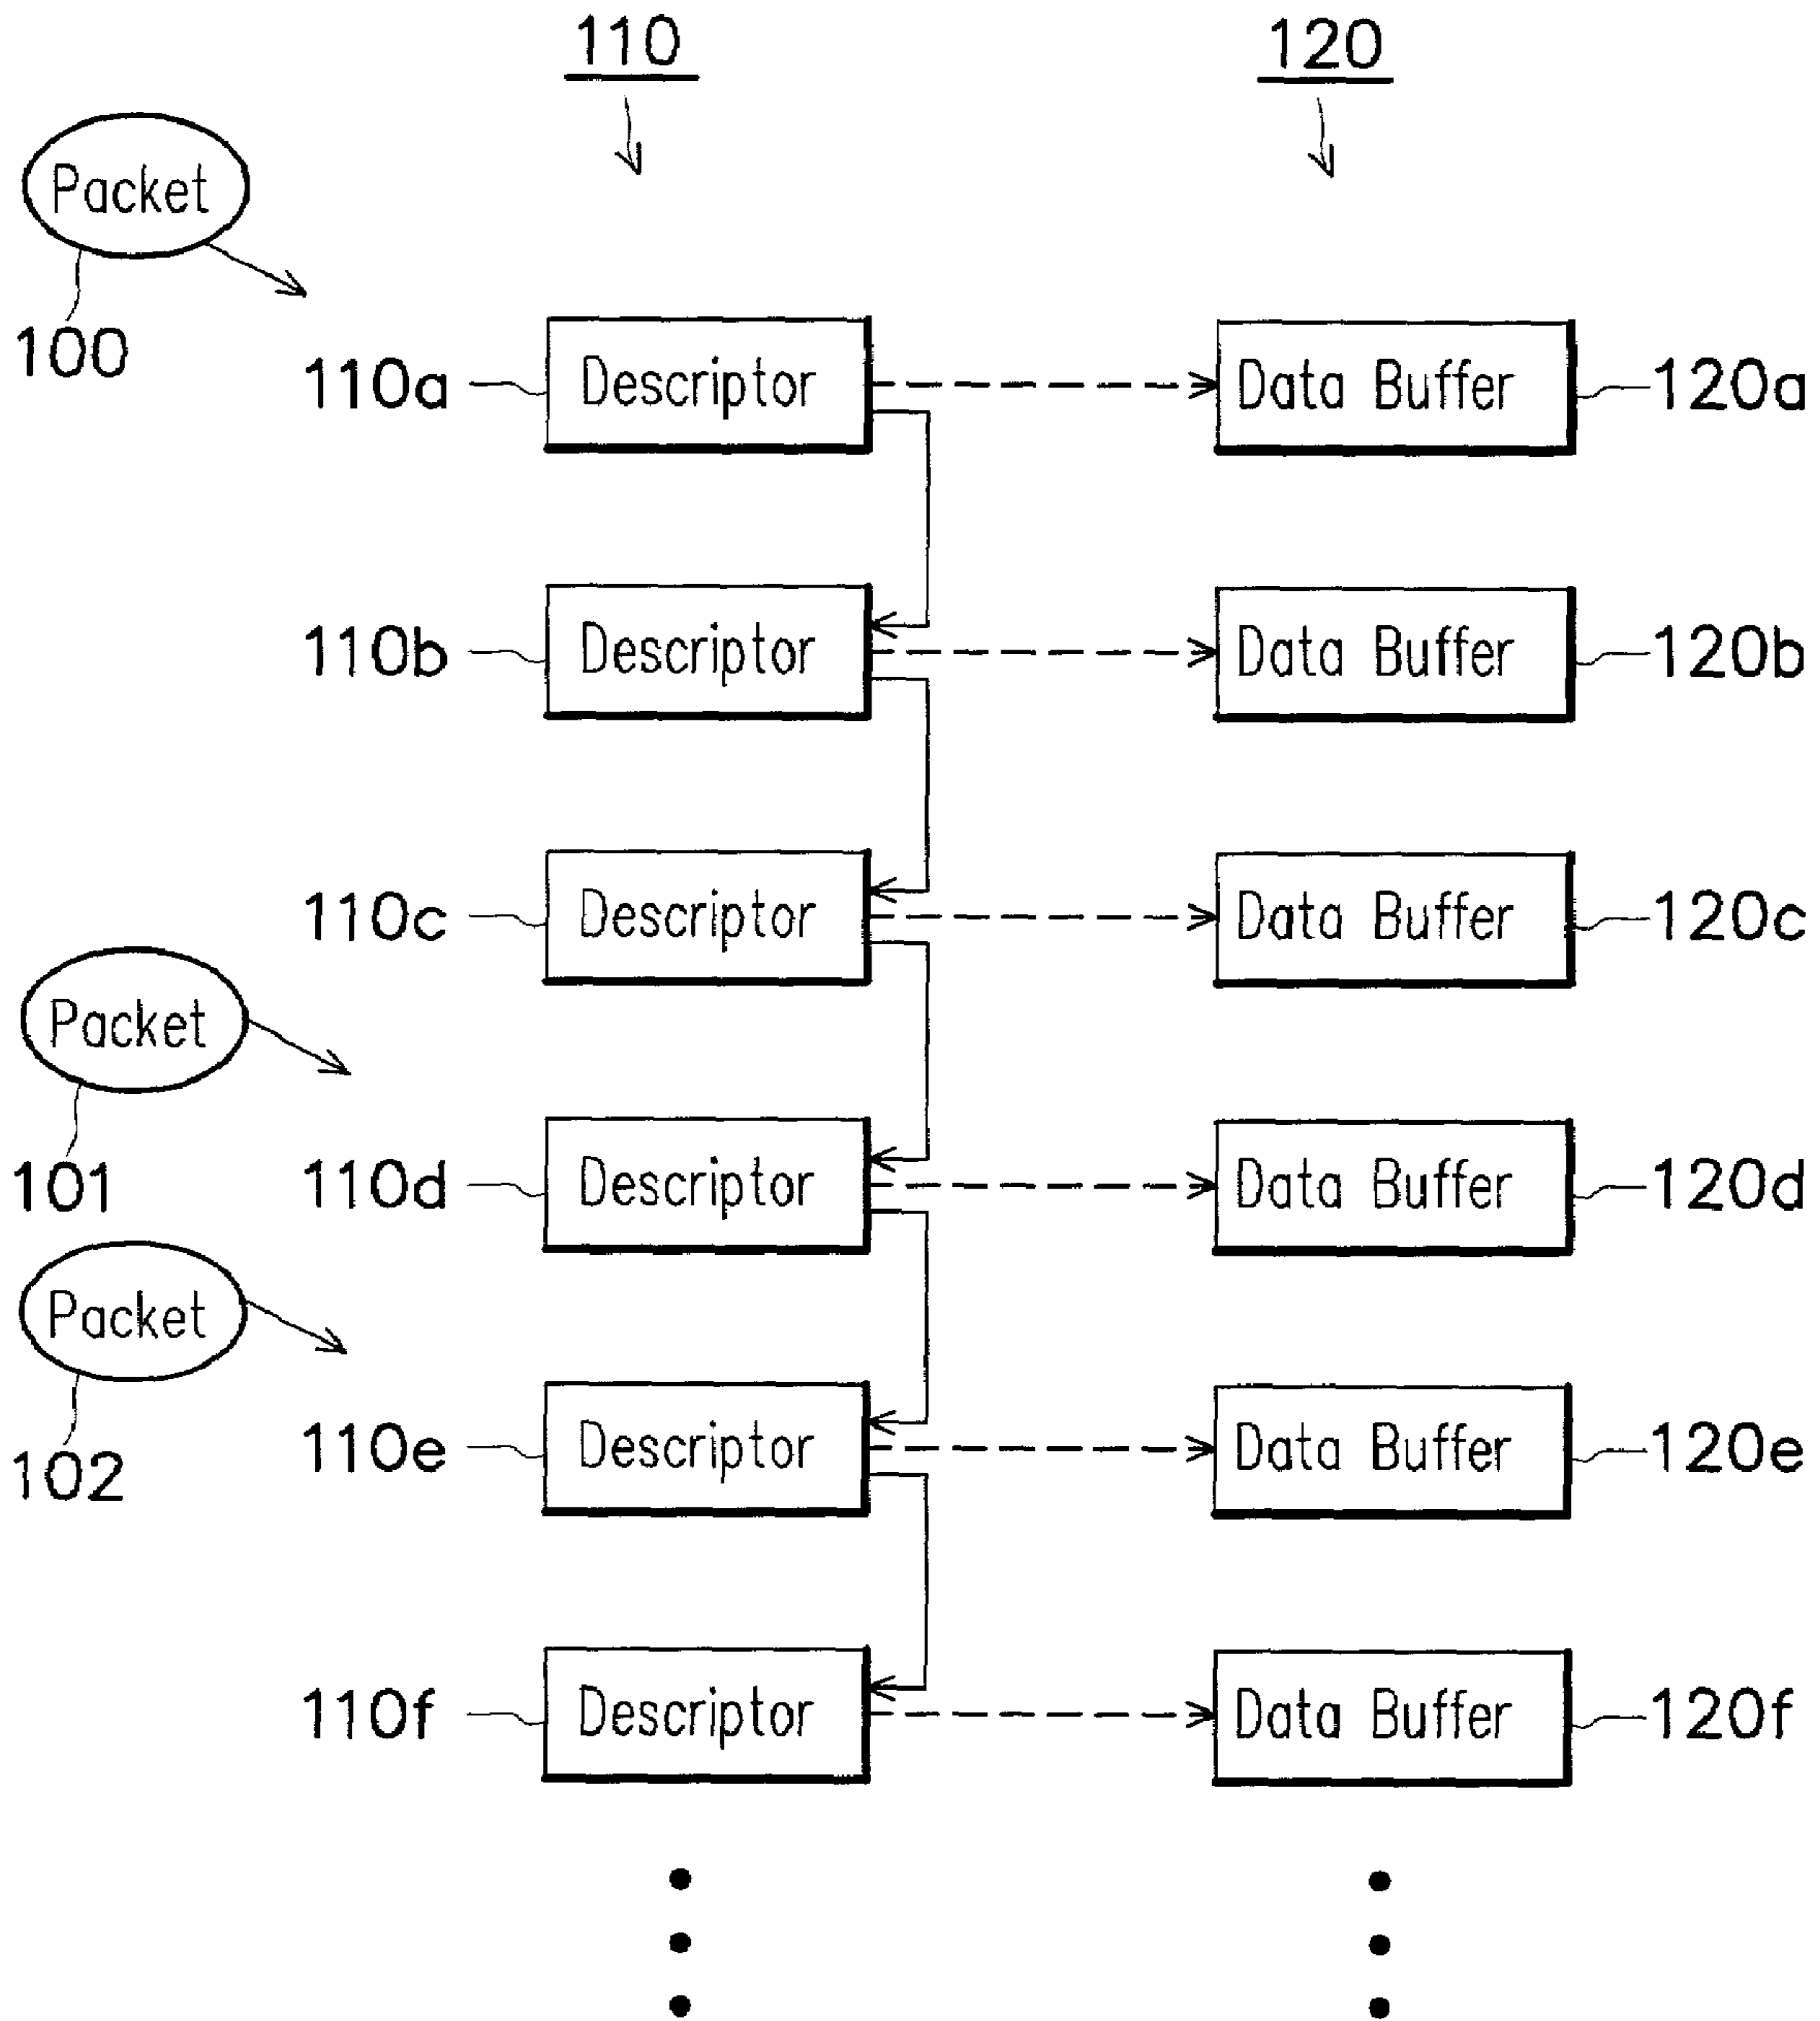 110 120
Packet
100
110a Descriptor Data Buffer 120a
110b Descriptor Data Buffer 120b
110c Descriptor Data Buffer 120c
Packet
101
110d Descriptor Data Buffer 120d
Packet
102
110e Descriptor Data Buffer 120e
110f Descriptor Data Buffer 120f